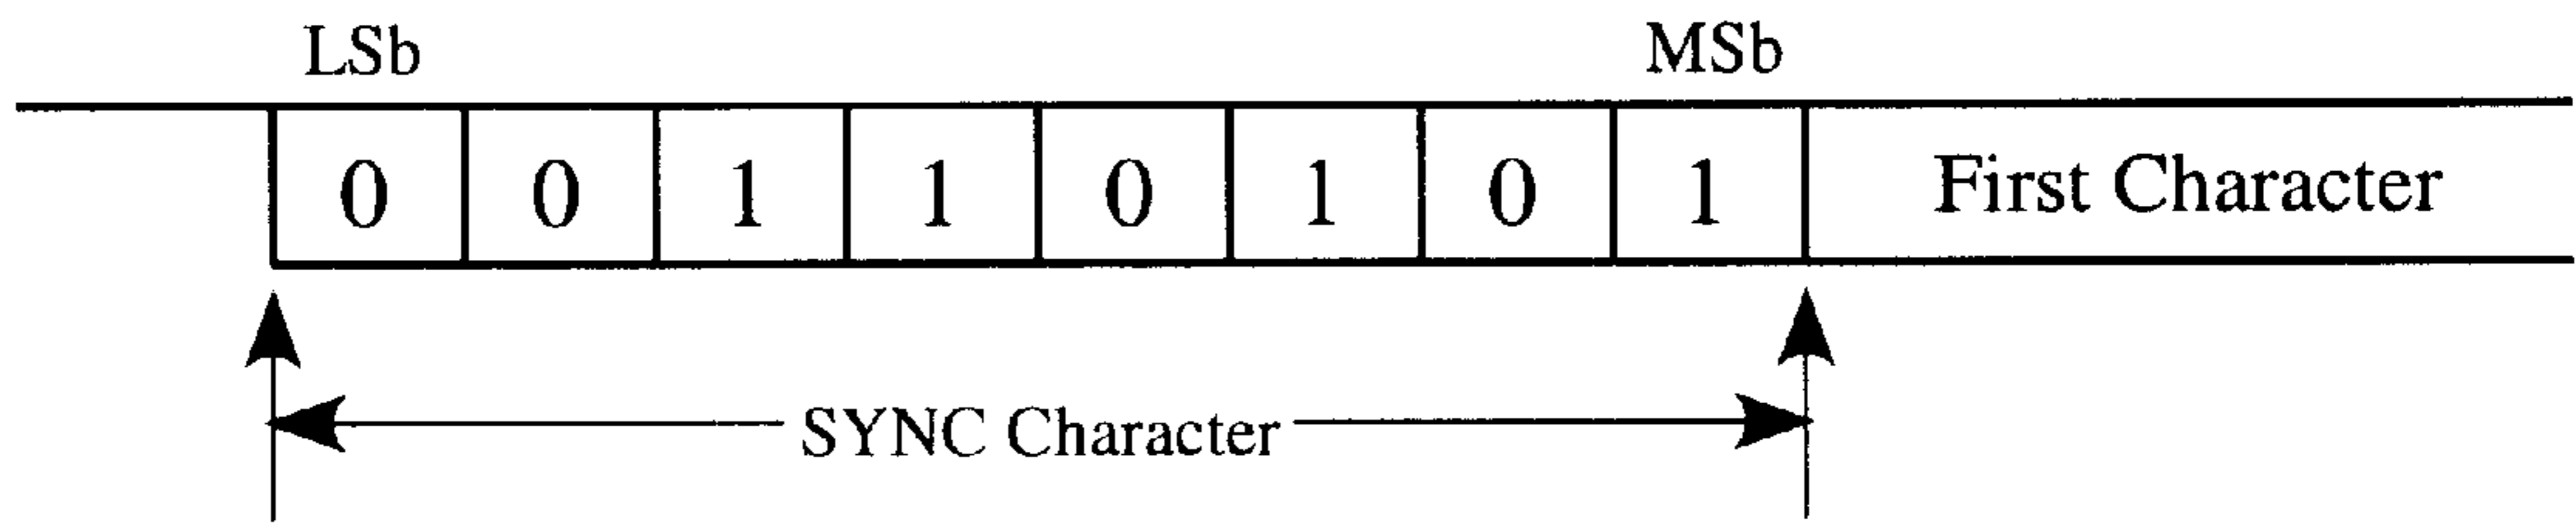 LSb MSb
0 0 1 1 0 1 0 1 First Character
SYNC Character